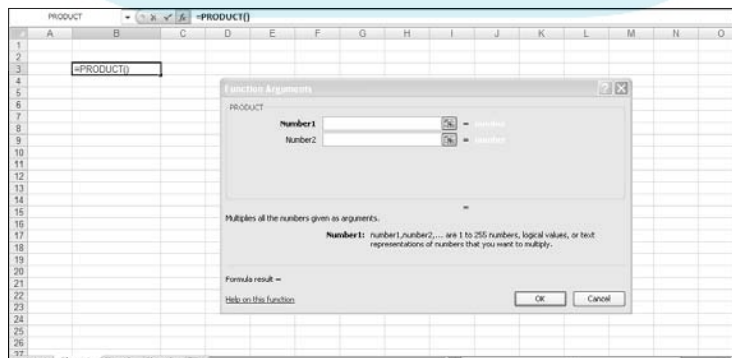 PRODUCT =PRODUCT()
A B C D E F G H I J K L M N O
1
2
3 =PRODUCT()
4
5 Function Arguments
6 PRODUCT
7 Number1 = number
8
9 Number2 = number
10
11
12
13
14
15 =
16 Multiplies all the numbers given as arguments.
17 Number1: number1,number2,... are 1 to 255 numbers, logical values, or text
18 representations of numbers that you want to multiply.
19
20
21 Formula result =
22 Help on this function OK Cancel
23
24
25
26
27